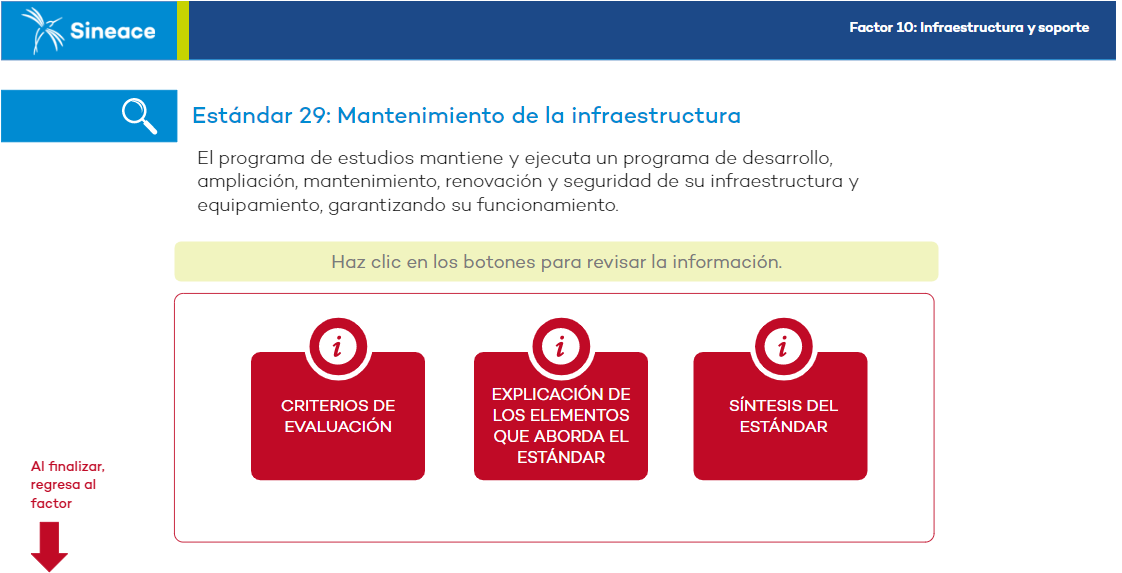 Sineace
Factor 10: Infraestructura y soporte
Estándar 29: Mantenimiento de la infraestructura
El programa de estudios mantiene y ejecuta un programa de desarrollo,
ampliación, mantenimiento, renovación y seguridad de su infraestructura y
equipamiento, garantizando su funcionamiento.
Haz clic en los botones para revisar la información.
i
CRITERIOS DE
EVALUACIÓN
i
EXPLICACIÓN DE
LOS ELEMENTOS
QUE ABORDA EL
ESTÁNDAR
i
SÍNTESIS DEL
ESTÁNDAR
Al finalizar,
regresa al
factor